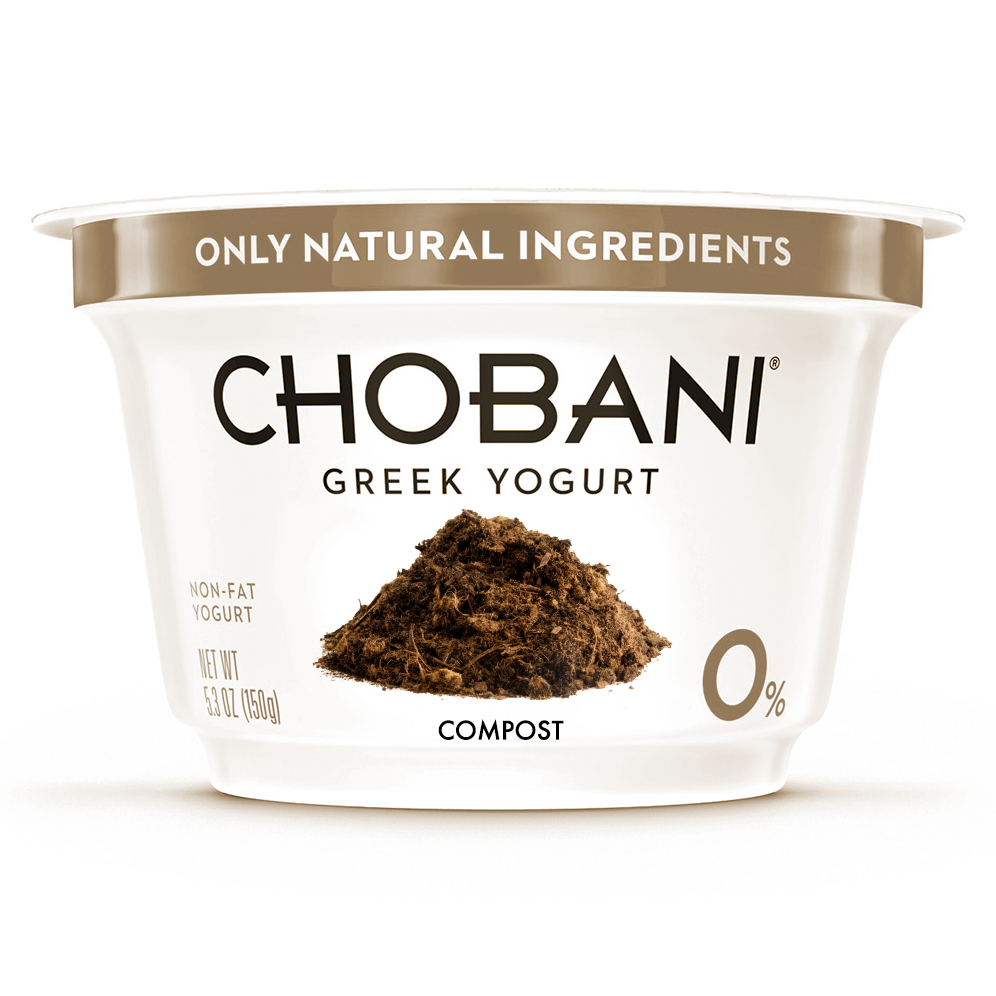 ONLY NATURAL INGREDIENTS
CHOBANI®
GREEK YOGURT
NON-FAT
YOGURT
NET WT
5.3 OZ (150g)
0%
COMPOST